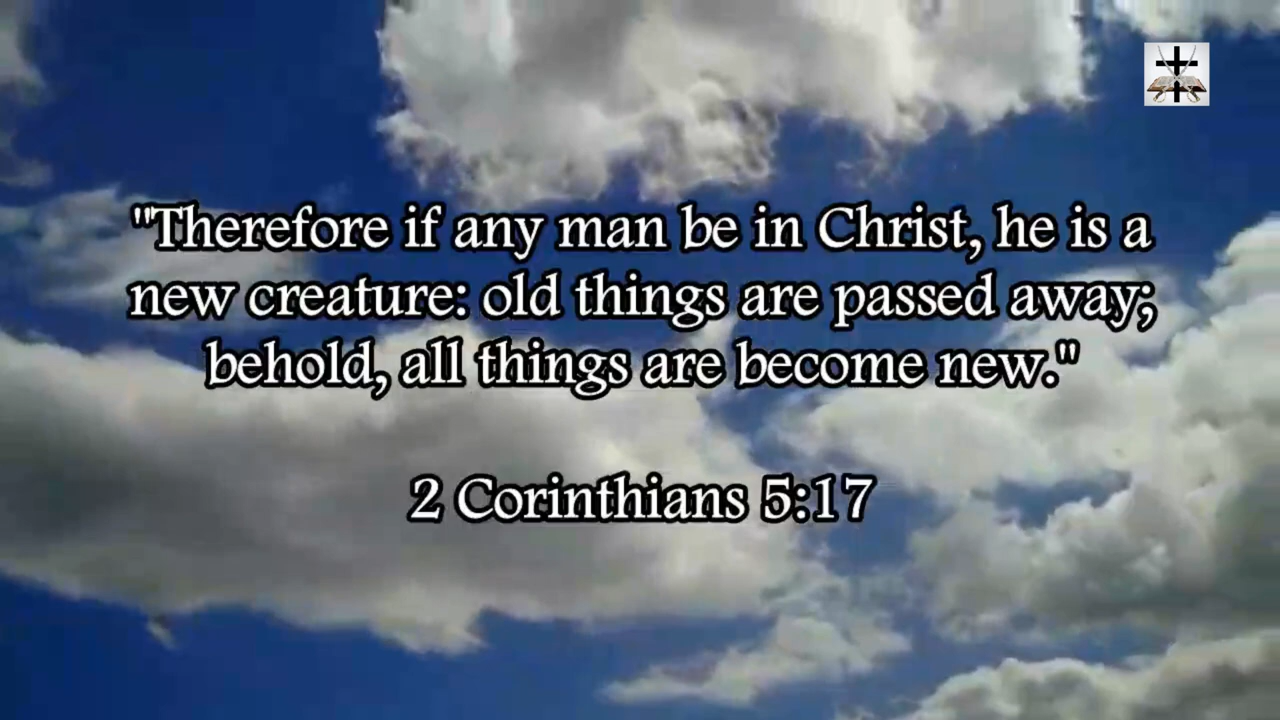 "Therefore if any man be in Christ, he is a
new creature: old things are passed away;
behold, all things are become new."
2 Corinthians 5:17